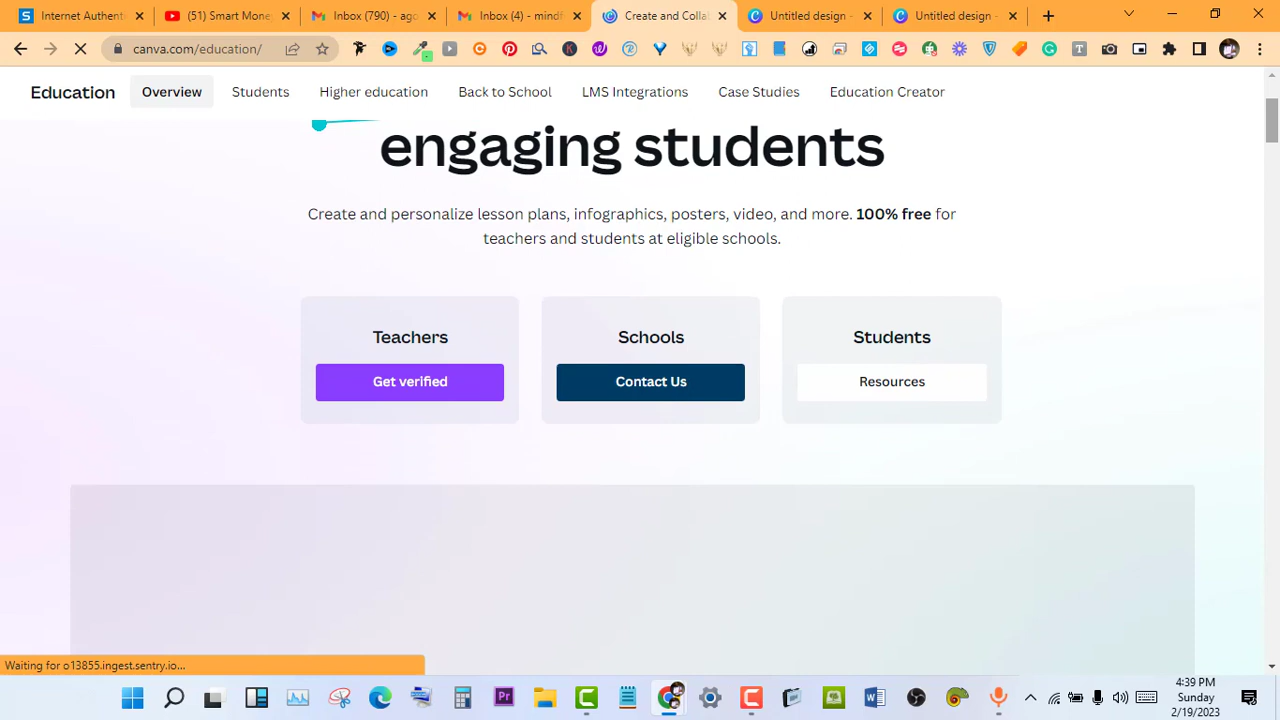 Internet Authenti
(51) Smart Mone
Inbox (790) - ago
Inbox (4) - mindf
Create and Collab
Untitled design -
Untitled design -
canva.com/education/
Education
Overview
Students
Higher education
Back to School
LMS Integrations
Case Studies
Education Creator
engaging students
Create and personalize lesson plans, infographics, posters, video, and more. 100% free for
teachers and students at eligible schools.
Teachers
Schools
Students
Get verified
Contact Us
Resources
Waiting for o13855.ingest.sentry.io...
4:39 PM
Sunday
2/19/2023